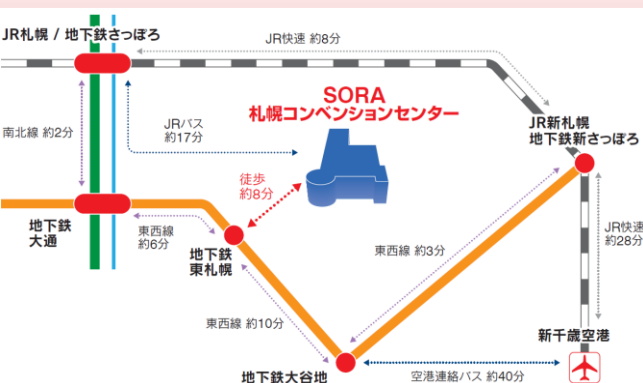 JR札幌 / 地下鉄さっぽろ
JR快速 約8分
SORA
札幌コンベンションセンター
JR新札幌
地下鉄新さっぽろ
南北線 約2分
JRバス
約17分
徒歩
約8分
地下鉄
大通
東西線
約6分
地下鉄
東札幌
東西線 約3分
JR快速
約28分
東西線 約10分
新千歳空港
地下鉄大谷地
空港連絡バス 約40分